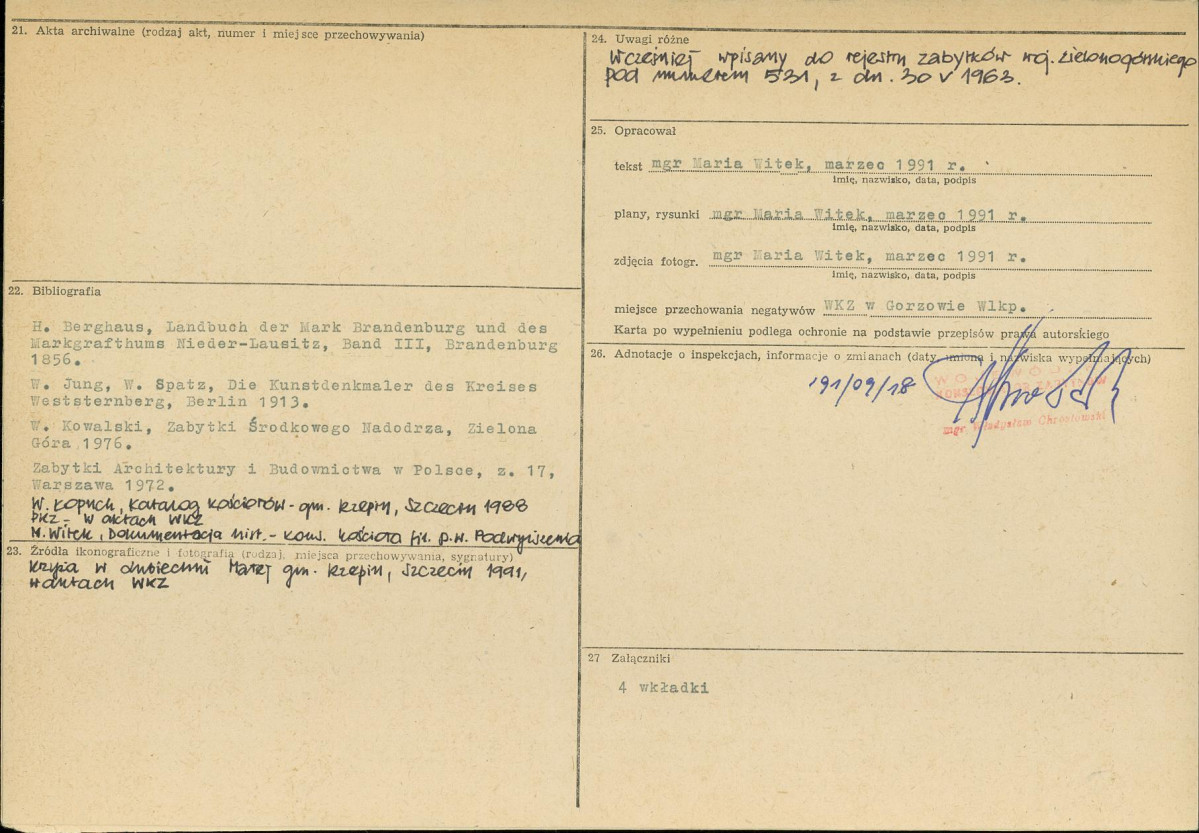 21. Akta archiwalne (rodzaj akt, numer i miejsce przechowywania)
22. Bibliografia
H. Berghaus, Landbuch der Mark Brandenburg und des
Markgrafthums Nieder-Lausitz, Band III, Brandenburg
1856.
W. Jung, W. Spatz, Die Kunstdenkmaler des Kreises
Weststernberg, Berlin 1913.
W. Kowalski, Zabytki Środkowego Nadodrza, Zielona
Góra 1976.
Zabytki Architektury i Budownictwa w Polsce, z. 17,
Warszawa 1972.
W. Kopuch, Katalog kościołów - gm. Rzepin, Szczecin 1988
PKZ - w aktach WKZ
M. Witek, Dokumentacja hist. - kons. kościoła fil. p.w. Podwyższenia
23. Źródła ikonograficzne i fotografia (rodzaj, miejsca przechowywania, sygnatury)
Krzyża w Małej gm. Rzepin, Szczecin 1991,
w aktach WKZ
24. Uwagi różne
Wcześniej wpisany do rejestru zabytków woj. zielonogórskiego
pod numerem 531, z dn. 30 V 1963.
25. Opracował
tekst mgr Maria Witek, marzec 1991 r.
imię, nazwisko, data, podpis
plany, rysunki mgr Maria Witek, marzec 1991 r.
imię, nazwisko, data, podpis
zdjęcia fotogr. mgr Maria Witek, marzec 1991 r.
imię, nazwisko, data, podpis
miejsce przechowania negatywów WKZ w Gorzowie Wlkp.
Karta po wypełnieniu podlega ochronie na podstawie przepisów prawa autorskiego
26. Adnotacje o inspekcjach, informacje o zmianach (daty, imiona i nazwiska wypełniających)
191/09/18
mgr Władysław Chrostowski
27 Załączniki
4 wkładki